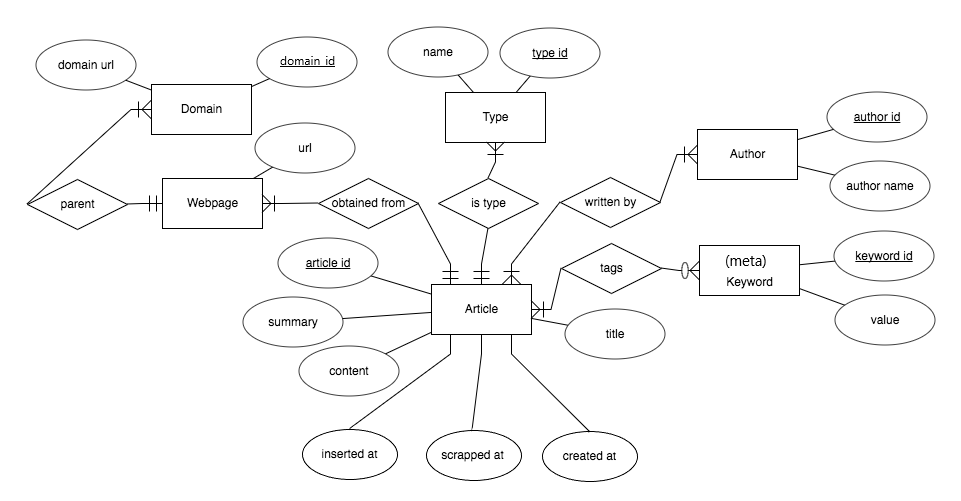 name
type id
domain url
domain id
Domain
Type
author id
url
Author
author name
parent
Webpage
obtained from
is type
written by
article id
tags
(meta)
Keyword
keyword id
summary
Article
title
value
content
inserted at
scrapped at
created at